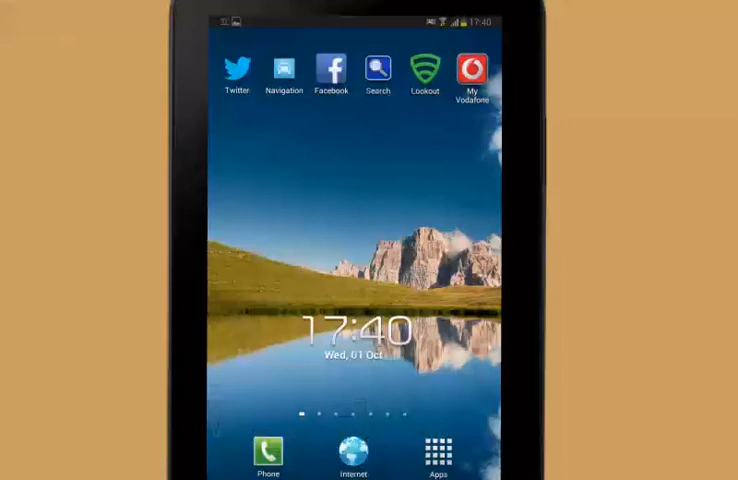 17:40
Twitter
Navigation
Facebook
Search
Lookout
My
Vodafone
17:40
Wed, 01 Oct
Phone
Internet
Apps